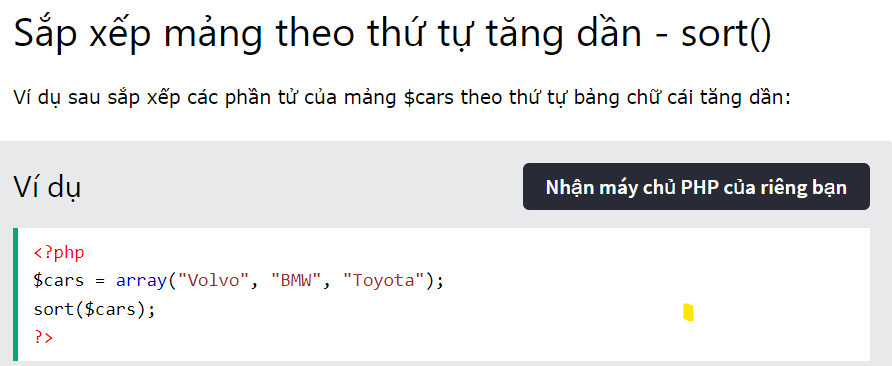 Sắp xếp mảng theo thứ tự tăng dần - sort()
Ví dụ sau sắp xếp các phần tử của mảng $cars theo thứ tự bảng chữ cái tăng dần:
Ví dụ
Nhận máy chủ PHP của riêng bạn
<?php
$cars = array("Volvo", "BMW", "Toyota");
sort($cars);
?>